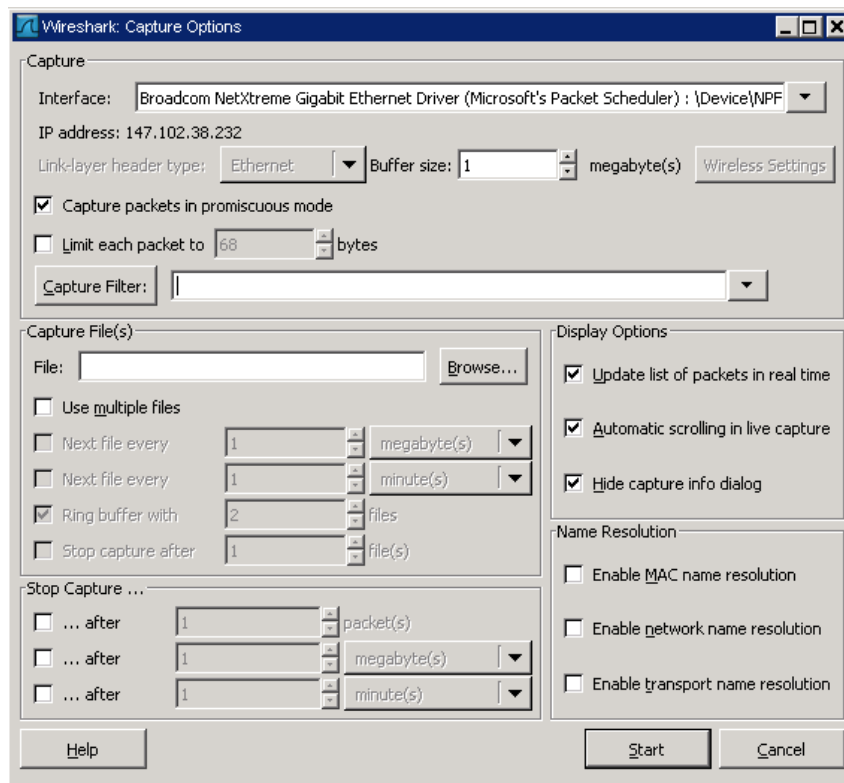 Wireshark: Capture Options
Capture
Interface: Broadcom NetXtreme Gigabit Ethernet Driver (Microsoft's Packet Scheduler) : \Device\NPF
IP address: 147.102.38.232
Link-layer header type: Ethernet Buffer size: 1 megabyte(s) Wireless Settings
Capture packets in promiscuous mode
Limit each packet to 68 bytes
Capture Filter:
Capture File(s)
File: Browse...
Use multiple files
Next file every 1 megabyte(s)
Next file every 1 minute(s)
Ring buffer with 2 files
Stop capture after 1 file(s)
Stop Capture ...
... after 1 packet(s)
... after 1 megabyte(s)
... after 1 minute(s)
Display Options
Update list of packets in real time
Automatic scrolling in live capture
Hide capture info dialog
Name Resolution
Enable MAC name resolution
Enable network name resolution
Enable transport name resolution
Help Start Cancel